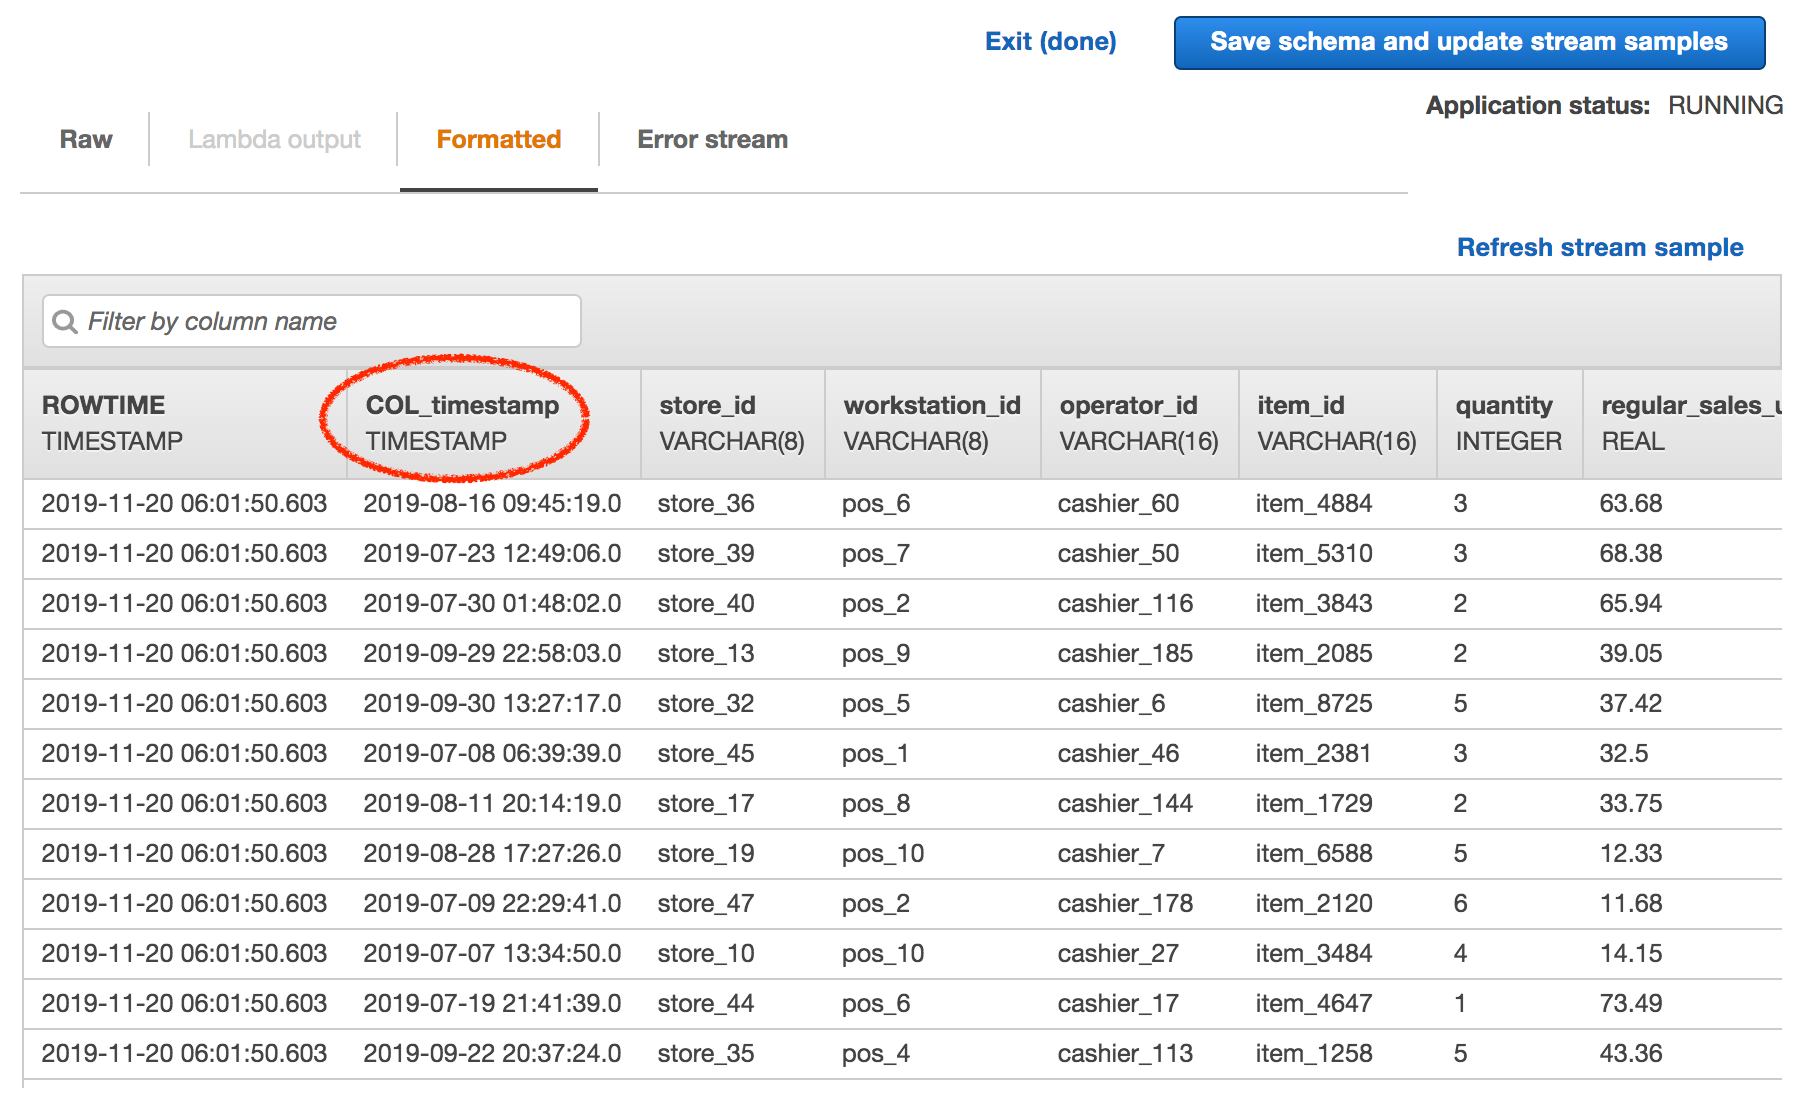 Exit (done) Save schema and update stream samples
Application status: RUNNING
Raw Lambda output Formatted Error stream
Refresh stream sample
Filter by column name
ROWTIME COL_timestamp store_id workstation_id operator_id item_id quantity regular_sales_u
TIMESTAMP TIMESTAMP VARCHAR(8) VARCHAR(8) VARCHAR(16) VARCHAR(16) INTEGER REAL
2019-11-20 06:01:50.603 2019-08-16 09:45:19.0 store_36 pos_6 cashier_60 item_4884 3 63.68
2019-11-20 06:01:50.603 2019-07-23 12:49:06.0 store_39 pos_7 cashier_50 item_5310 3 68.38
2019-11-20 06:01:50.603 2019-07-30 01:48:02.0 store_40 pos_2 cashier_116 item_3843 2 65.94
2019-11-20 06:01:50.603 2019-09-29 22:58:03.0 store_13 pos_9 cashier_185 item_2085 2 39.05
2019-11-20 06:01:50.603 2019-09-30 13:27:17.0 store_32 pos_5 cashier_6 item_8725 5 37.42
2019-11-20 06:01:50.603 2019-07-08 06:39:39.0 store_45 pos_1 cashier_46 item_2381 3 32.5
2019-11-20 06:01:50.603 2019-08-11 20:14:19.0 store_17 pos_8 cashier_144 item_1729 2 33.75
2019-11-20 06:01:50.603 2019-08-28 17:27:26.0 store_19 pos_10 cashier_7 item_6588 5 12.33
2019-11-20 06:01:50.603 2019-07-09 22:29:41.0 store_47 pos_2 cashier_178 item_2120 6 11.68
2019-11-20 06:01:50.603 2019-07-07 13:34:50.0 store_10 pos_10 cashier_27 item_3484 4 14.15
2019-11-20 06:01:50.603 2019-07-19 21:41:39.0 store_44 pos_6 cashier_17 item_4647 1 73.49
2019-11-20 06:01:50.603 2019-09-22 20:37:24.0 store_35 pos_4 cashier_113 item_1258 5 43.36